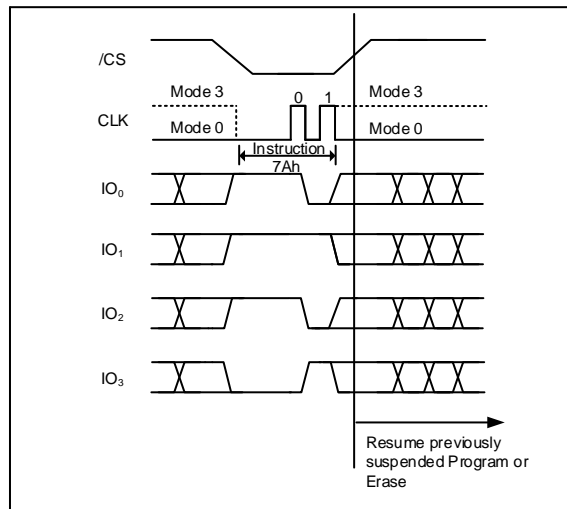 /CS
Mode 3
0 1
Mode 3
CLK
Mode 0
Mode 0
Instruction
7Ah
IO₀
IO₁
IO₂
IO₃
Resume previously
suspended Program or
Erase